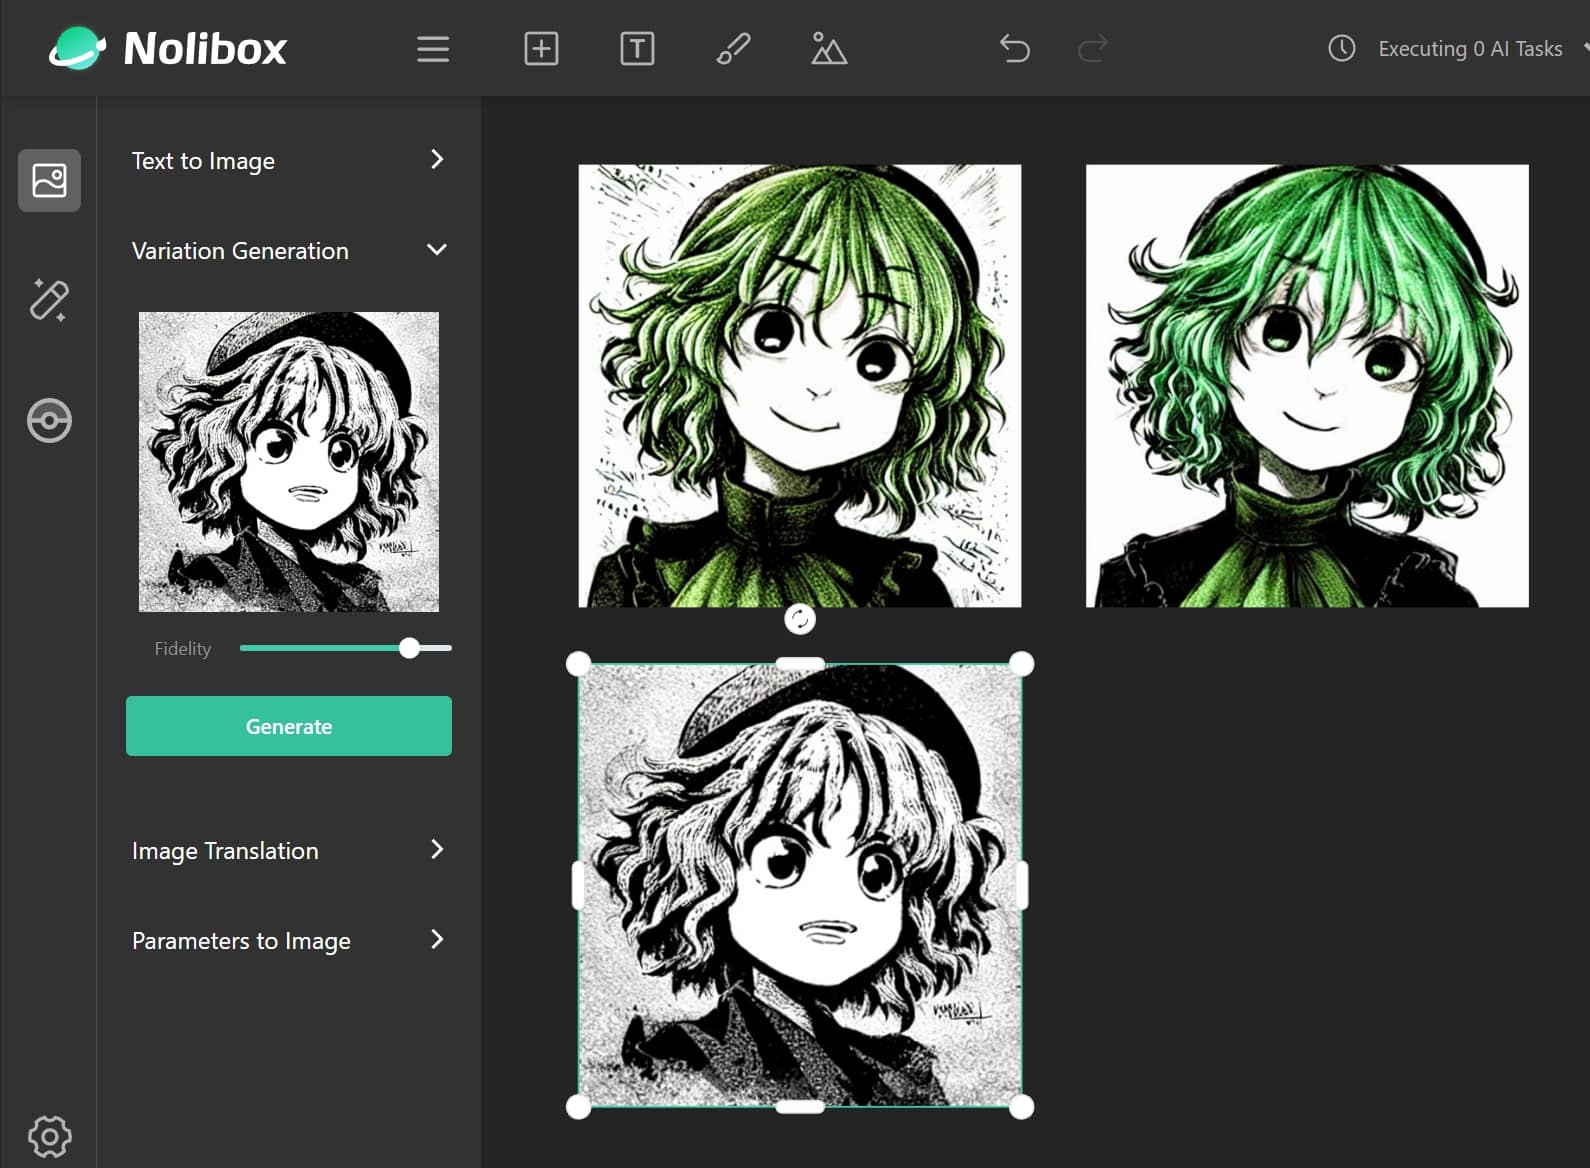 Nolibox
Executing 0 AI Tasks
Text to Image
Variation Generation
Fidelity
Generate
Image Translation
Parameters to Image